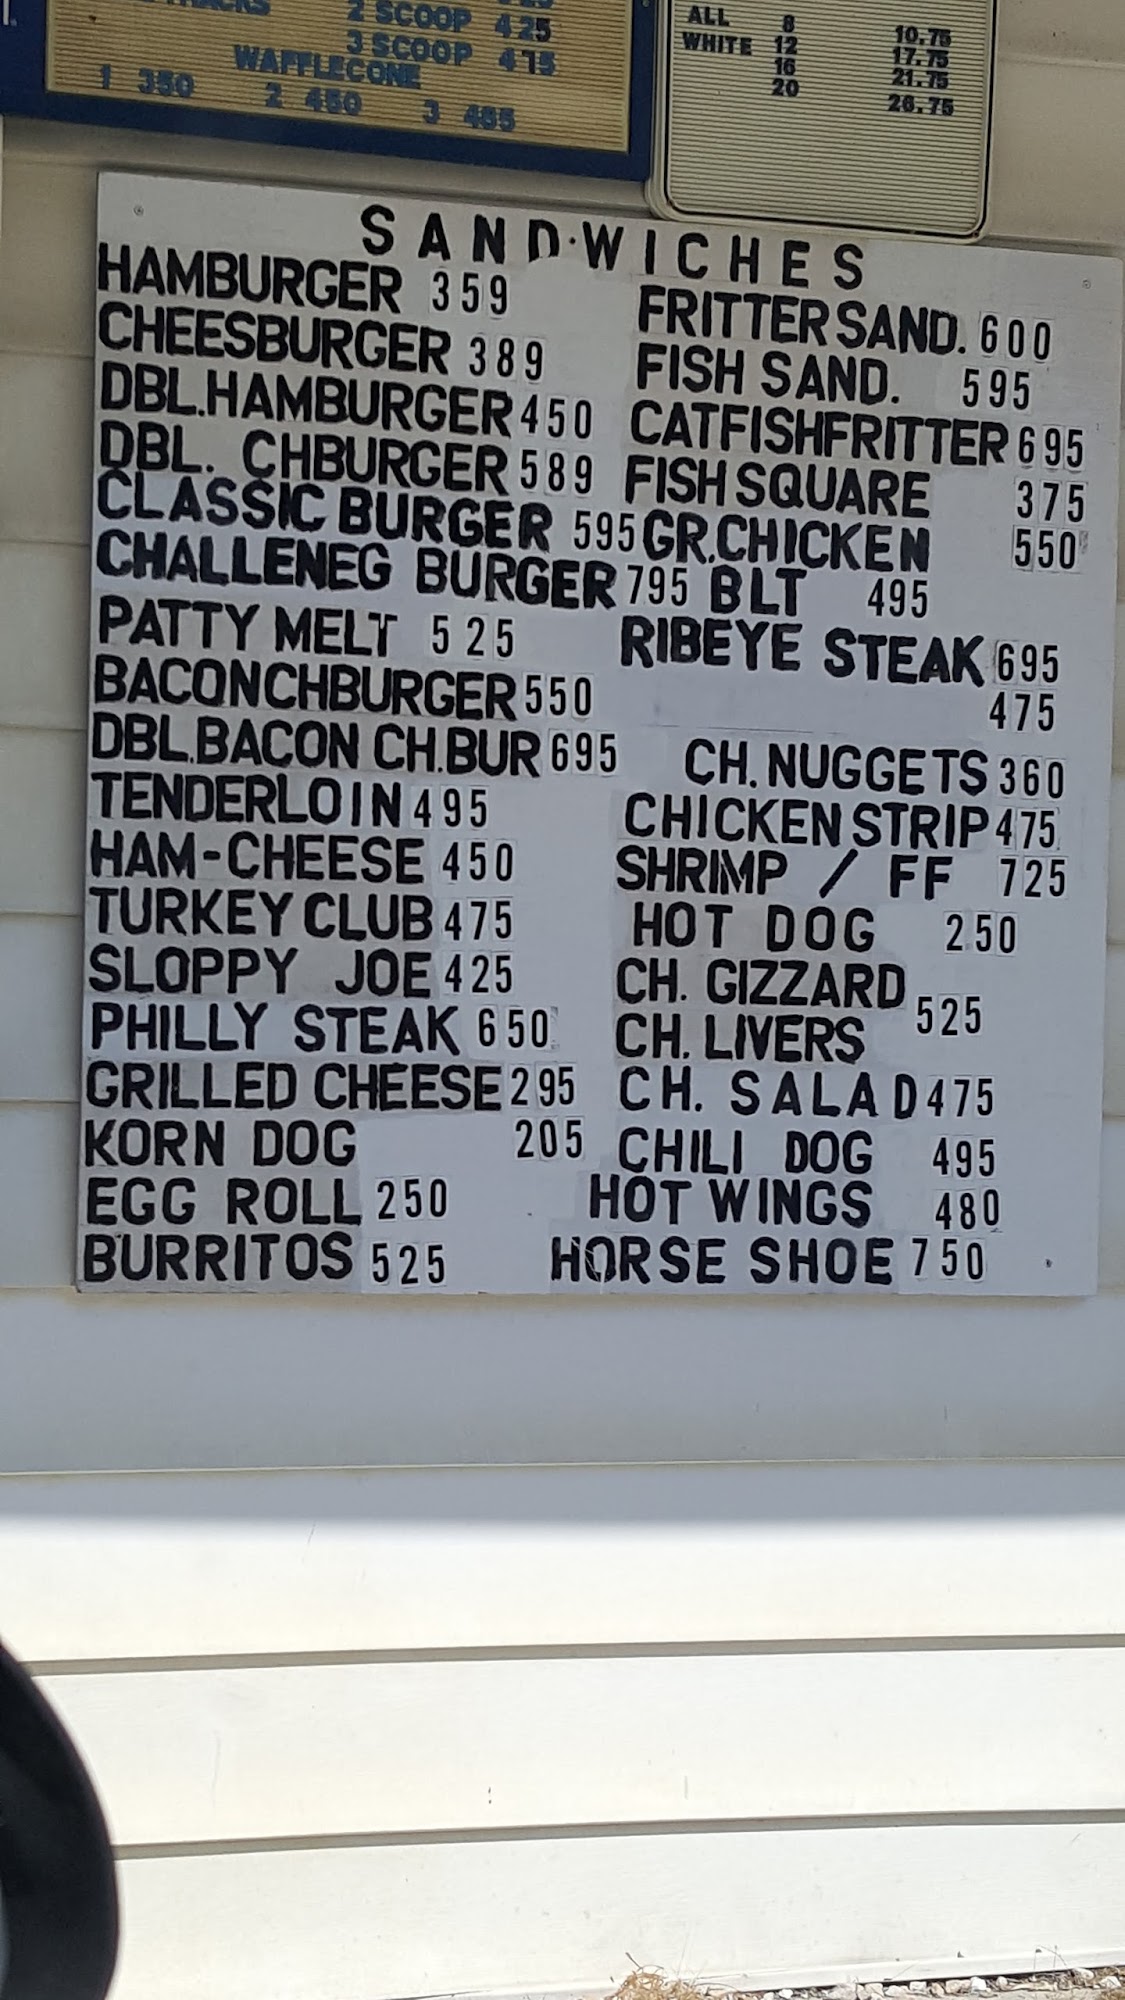 2 SCOOP 425
3 SCOOP 475
WAFFLECONE
1 350 2 450 3 485
ALL 8 10.75
WHITE 12 17.75
16 21.75
20 26.75
SANDWICHES
HAMBURGER 359
CHEESBURGER 389
DBL.HAMBURGER 450
DBL. CHBURGER 589
CLASSIC BURGER 595
CHALLENEG BURGER 795
PATTY MELT 525
BACONCHBURGER 550
DBL.BACON CH.BUR 695
TENDERLOIN 495
HAM-CHEESE 450
TURKEY CLUB 475
SLOPPY JOE 425
PHILLY STEAK 650
GRILLED CHEESE 295
KORN DOG 205
EGG ROLL 250
BURRITOS 525
FRITTER SAND. 600
FISH SAND. 595
CATFISHFRITTER 695
FISH SQUARE 375
GR.CHICKEN 550
BLT 495
RIBEYE STEAK 695
475
CH. NUGGETS 360
CHICKEN STRIP 475
SHRIMP / FF 725
HOT DOG 250
CH. GIZZARD
525
CH. LIVERS
CH. SALAD 475
CHILI DOG 495
HOT WINGS 480
HORSE SHOE 750